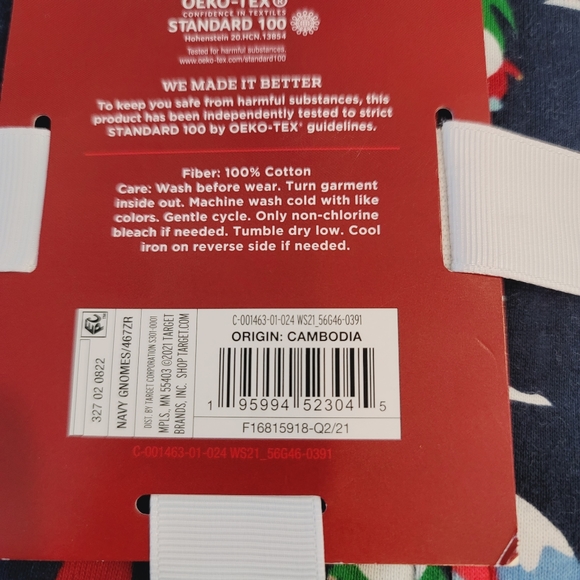 OEKO-TEX®
CONFIDENCE IN TEXTILES
STANDARD 100
Hohenstein 20.HCN.13854
Tested for harmful substances.
www.oeko-tex.com/standard100
WE MADE IT BETTER
To keep you safe from harmful substances, this
product has been independently tested to strict
STANDARD 100 by OEKO-TEX® guidelines.
Fiber: 100% Cotton
Care: Wash before wear. Turn garment
inside out. Machine wash cold with like
colors. Gentle cycle. Only non-chlorine
bleach if needed. Tumble dry low. Cool
iron on reverse side if needed.
327 02 0822
NAVY GNOMES/467ZR
DIST. BY TARGET CORPORATION S301-0001
MPLS, MN 55403 ©2021 TARGET
BRANDS, INC. SHOP TARGET.COM
C-001463-01-024 WS21_56G46-0391
ORIGIN: CAMBODIA
1 95994 52304 5
F16815918-Q2/21
C-001463-01-024 WS21_56G46-0391